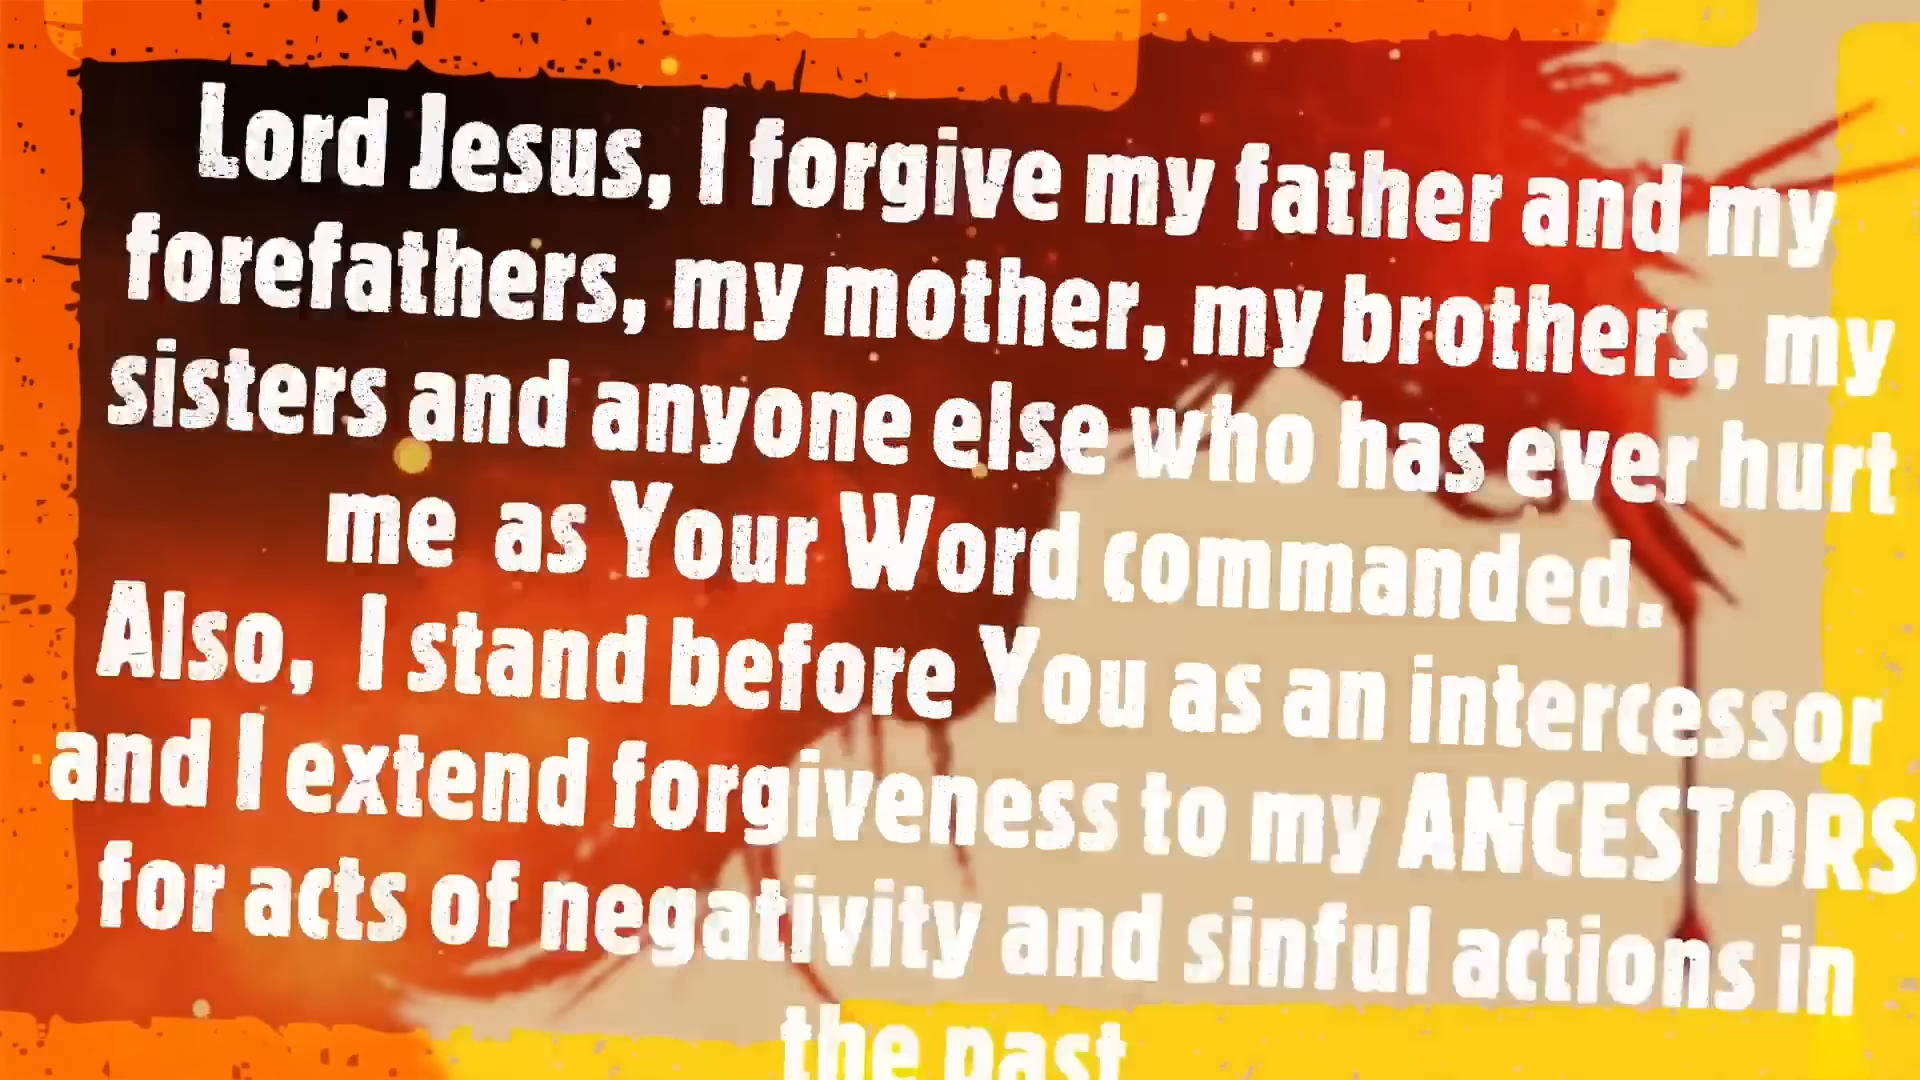 Lord Jesus, I forgive my father and my
forefathers, my mother, my brothers, my
sisters and anyone else who has ever hurt
me as Your Word commanded.
Also, I stand before You as an intercessor
and I extend forgiveness to my ANCESTORS
for acts of negativity and sinful actions in
the past